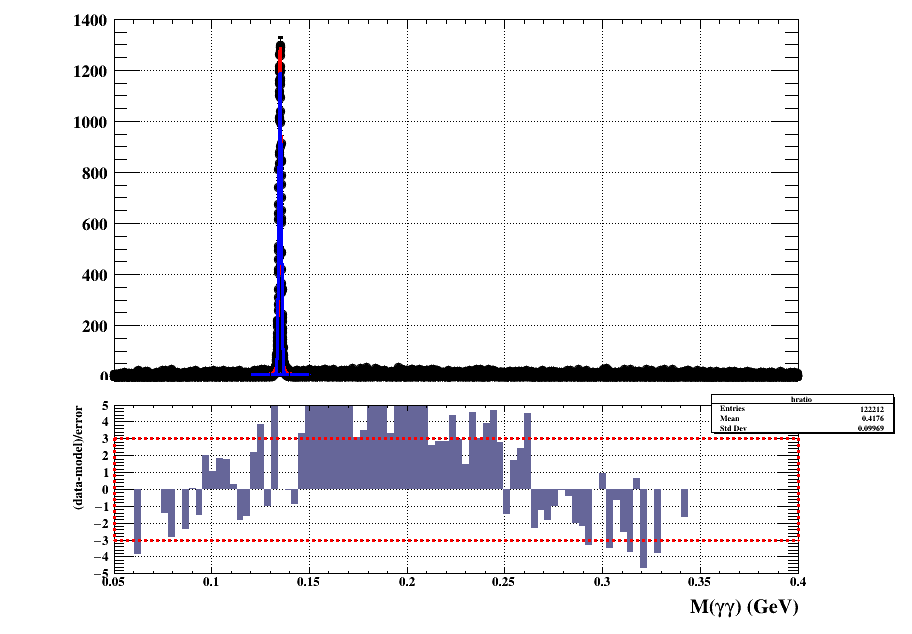 1400
1200
1000
800
600
400
200
0
hratio
Entries 122212
Mean 0.4176
Std Dev 0.09969
(data-model)/error
5
4
3
2
1
0
−1
−2
−3
−4
−5
0.05 0.1 0.15 0.2 0.25 0.3 0.35 0.4
M(γγ) (GeV)